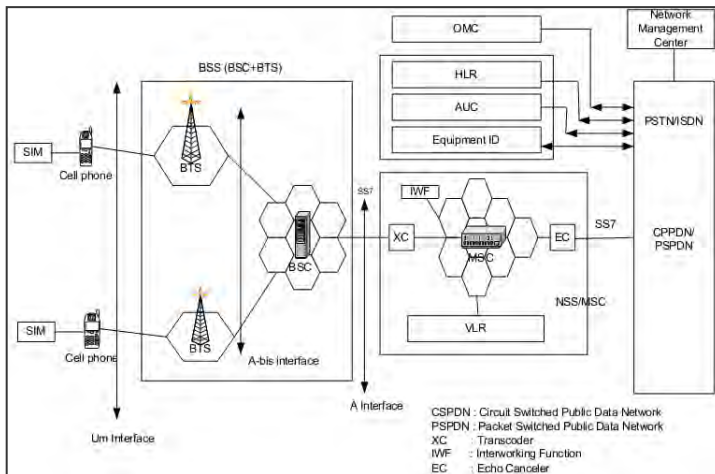 Network
Management
Center
OMC
BSS (BSC+BTS)
HLR
AUC
Equipment ID
PSTN/ISDN
SIM
Cell phone
BTS
SS7
IWF
XC
MSC
EC
SS7
BSC
CPPDN/
PSPDN
NSS/MSC
VLR
SIM
Cell phone
BTS
A-bis interface
A Interface
Um Interface
CSPDN : Circuit Switched Public Data Network
PSPDN : Packet Switched Public Data Network
XC : Transcoder
IWF : Interworking Function
EC : Echo Canceler